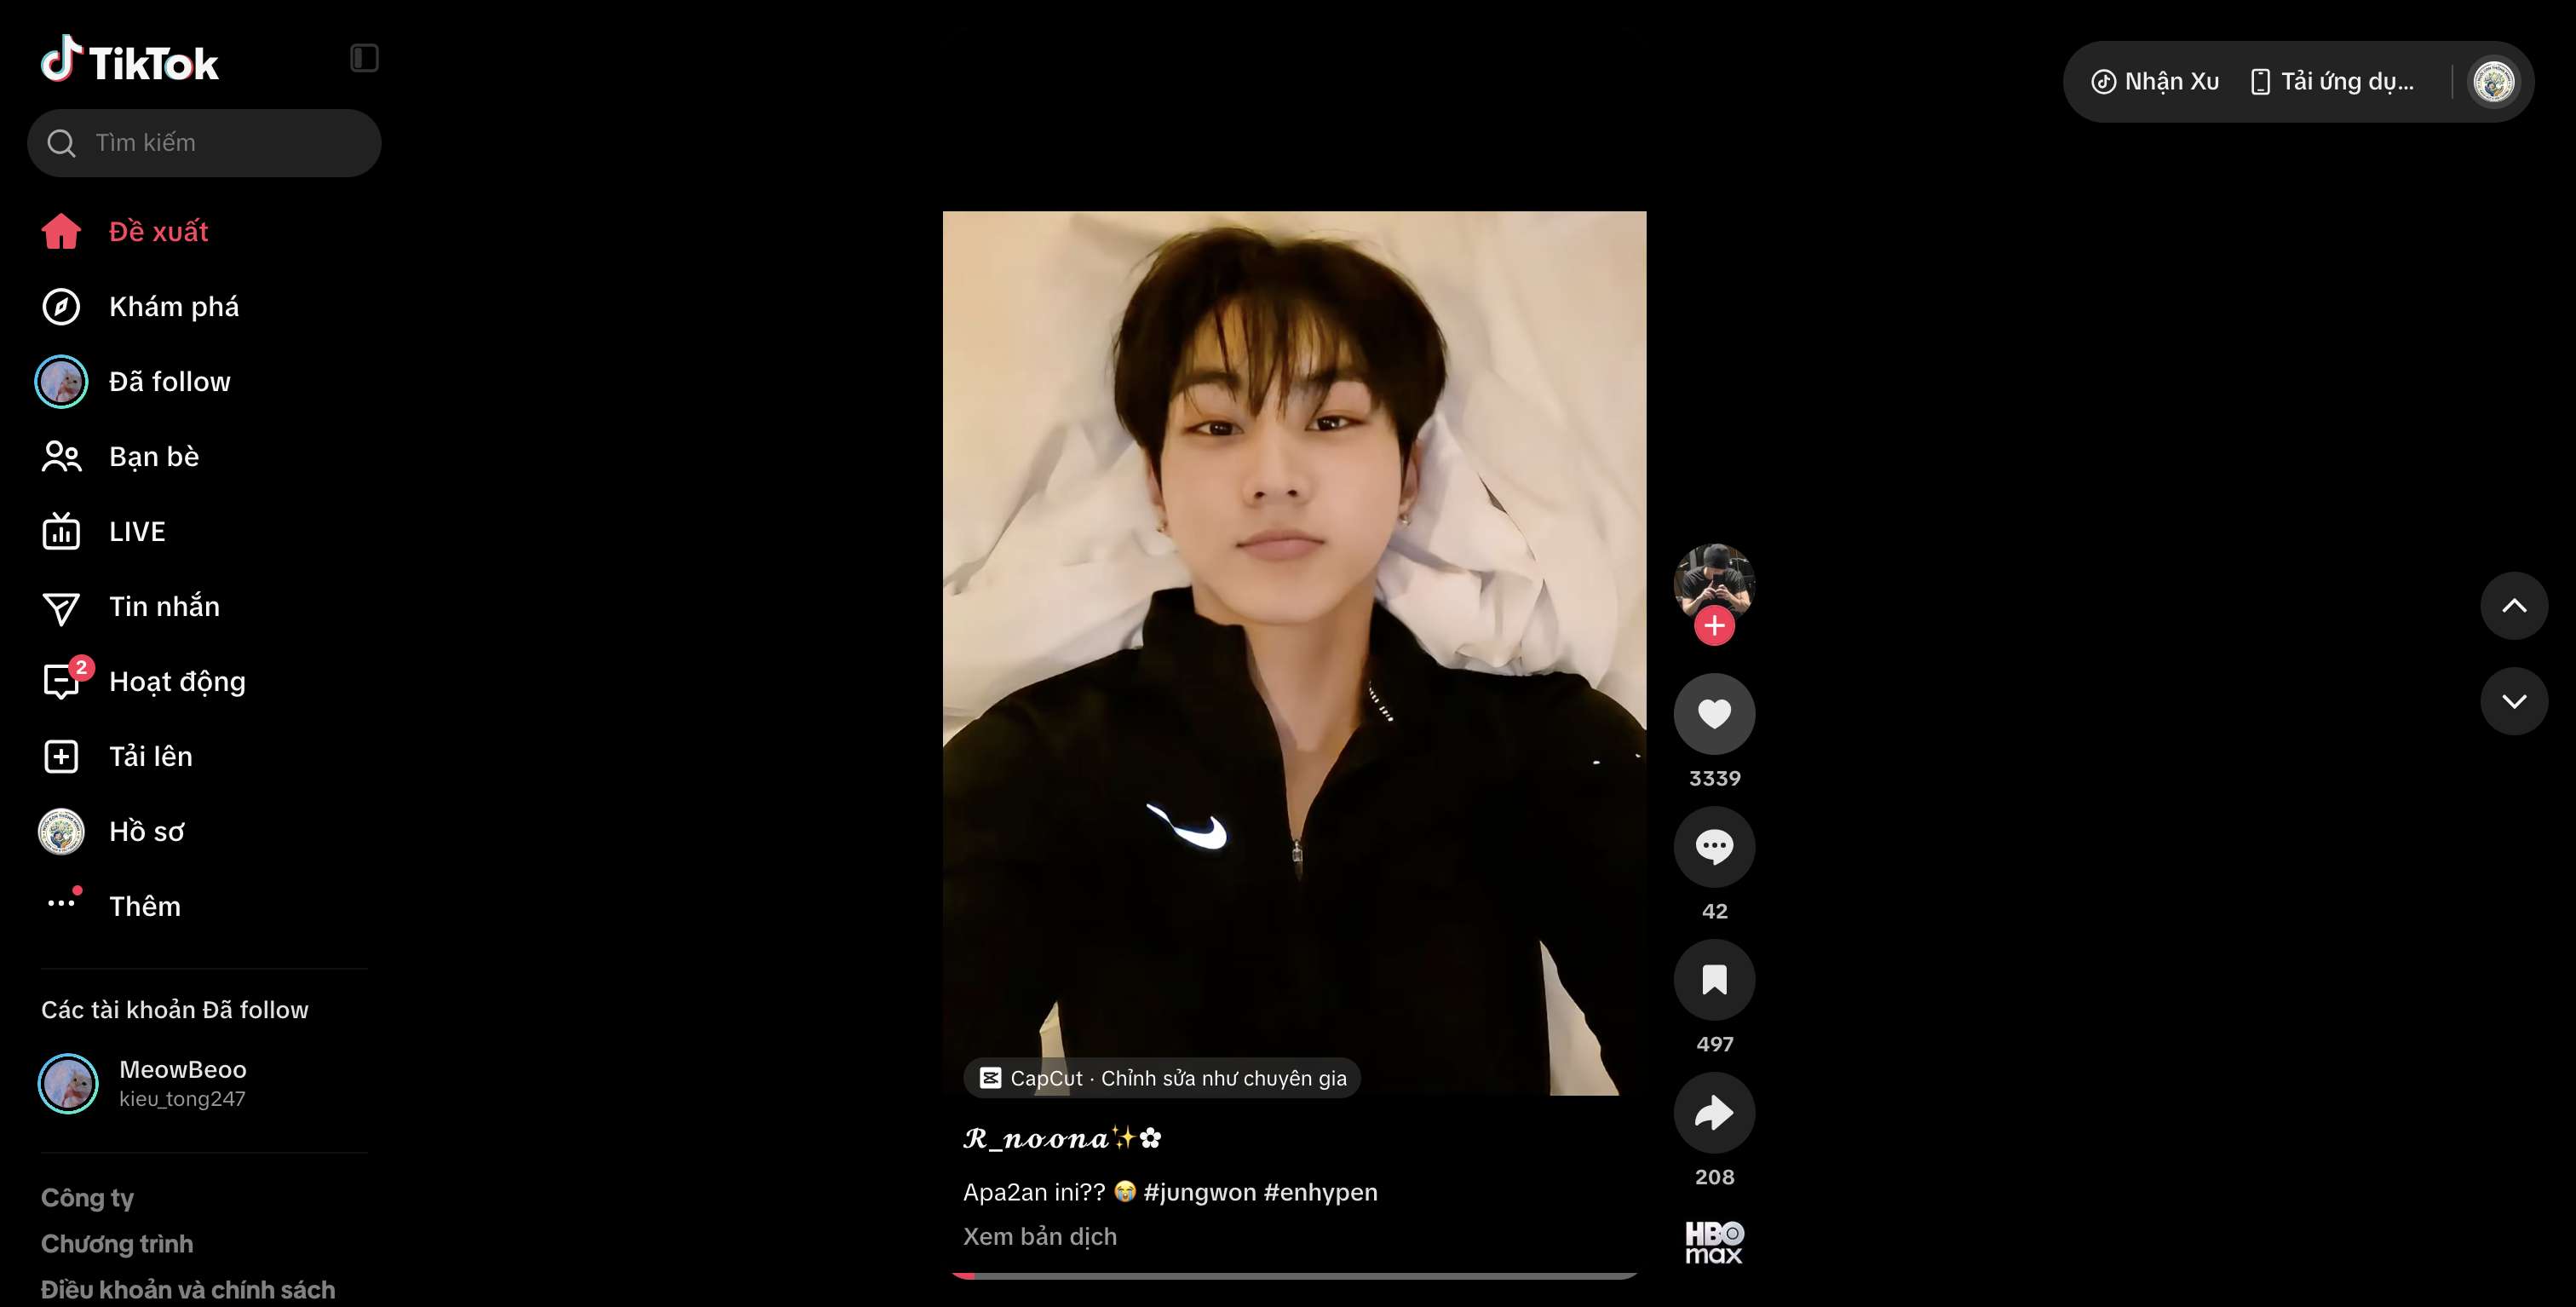 TikTok
Nhận Xu
Tải ứng dụ...
Tìm kiếm
Đề xuất
Khám phá
Đã follow
Bạn bè
LIVE
Tin nhắn
2
Hoạt động
Tải lên
Hồ sơ
Thêm
Các tài khoản Đã follow
MeowBeoo
kieu_tong247
Công ty
Chương trình
Điều khoản và chính sách
3339
42
497
208
HBO
max
CapCut · Chỉnh sửa như chuyên gia
𝓡_𝓷𝓸𝓸𝓷𝓪✨✿
Apa2an ini?? 😭 #jungwon #enhypen
Xem bản dịch